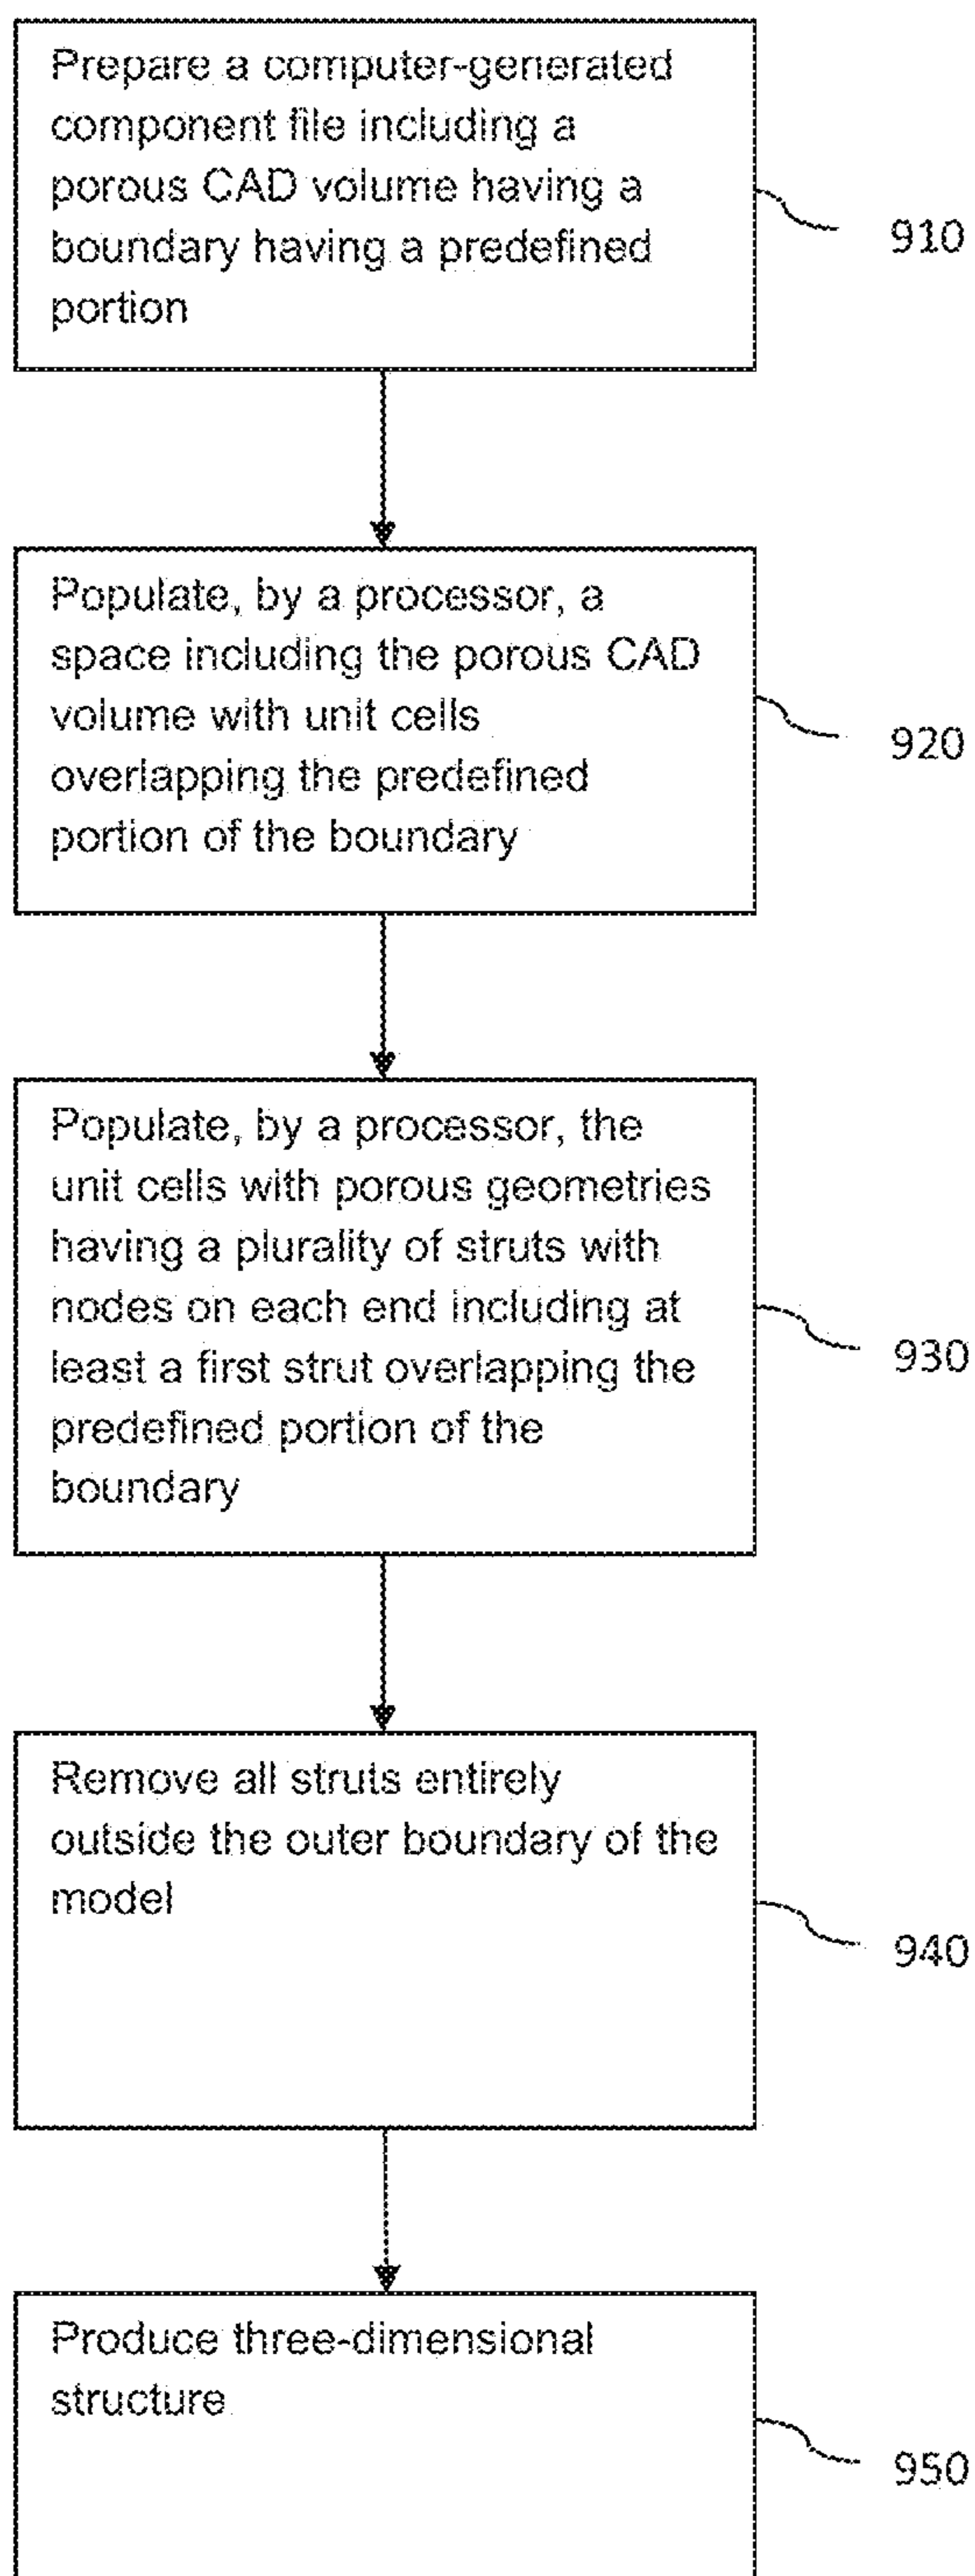 Prepare a computer-generated
component file including a
porous CAD volume having a
boundary having a predefined
portion
910
Populate, by a processor, a
space including the porous CAD
volume with unit cells
overlapping the predefined
portion of the boundary
920
Populate, by a processor, the
unit cells with porous geometries
having a plurality of struts with
nodes on each end including at
least a first strut overlapping the
predefined portion of the
boundary
930
Remove all struts entirely
outside the outer boundary of the
model
940
Produce three-dimensional
structure
950